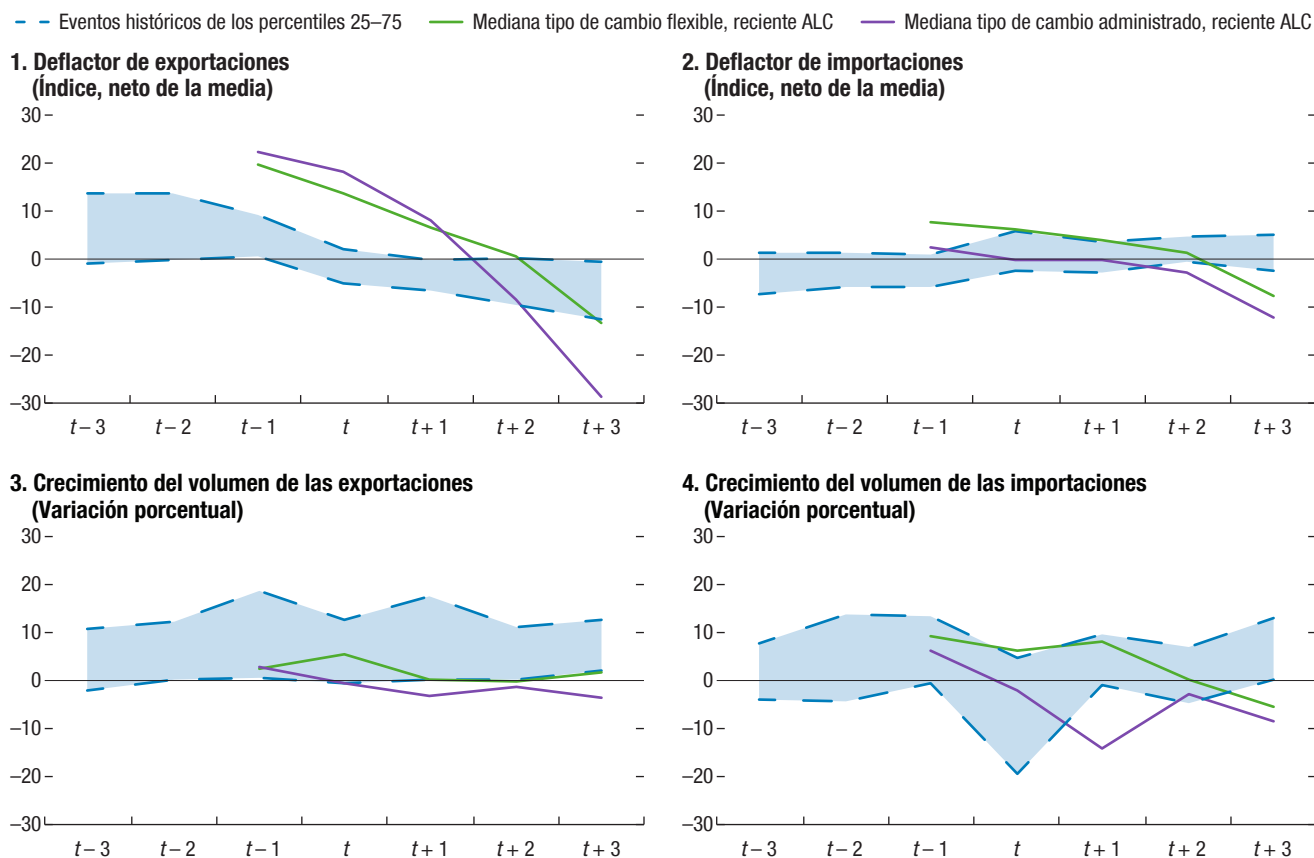 Eventos históricos de los percentiles 25–75 Mediana tipo de cambio flexible, reciente ALC Mediana tipo de cambio administrado, reciente ALC
1. Deflactor de exportaciones
(Índice, neto de la media)
30
20
10
0
–10
–20
–30
t – 3 t – 2 t – 1 t t + 1 t + 2 t + 3
2. Deflactor de importaciones
(Índice, neto de la media)
30
20
10
0
–10
–20
–30
t – 3 t – 2 t – 1 t t + 1 t + 2 t + 3
3. Crecimiento del volumen de las exportaciones
(Variación porcentual)
30
20
10
0
–10
–20
–30
t – 3 t – 2 t – 1 t t + 1 t + 2 t + 3
4. Crecimiento del volumen de las importaciones
(Variación porcentual)
30
20
10
0
–10
–20
–30
t – 3 t – 2 t – 1 t t + 1 t + 2 t + 3